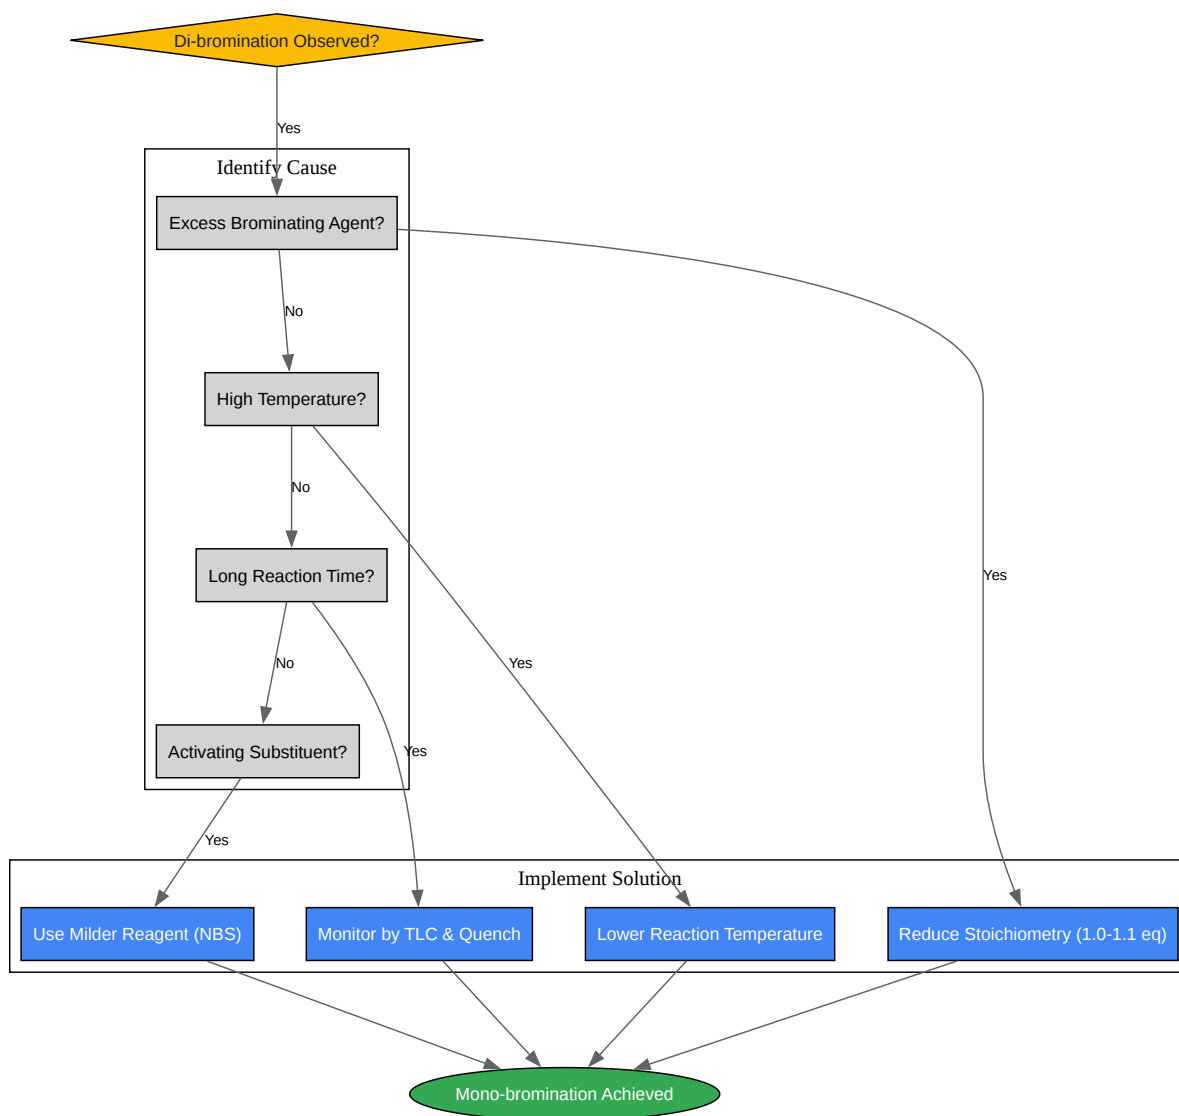 Di-bromination Observed?
Yes
Identify Cause
Excess Brominating Agent?
No
High Temperature?
No
Long Reaction Time?
Yes
No
Yes
Activating Substituent?
Yes
Yes
Implement Solution
Use Milder Reagent (NBS)
Monitor by TLC & Quench
Lower Reaction Temperature
Reduce Stoichiometry (1.0-1.1 eq)
Mono-bromination Achieved